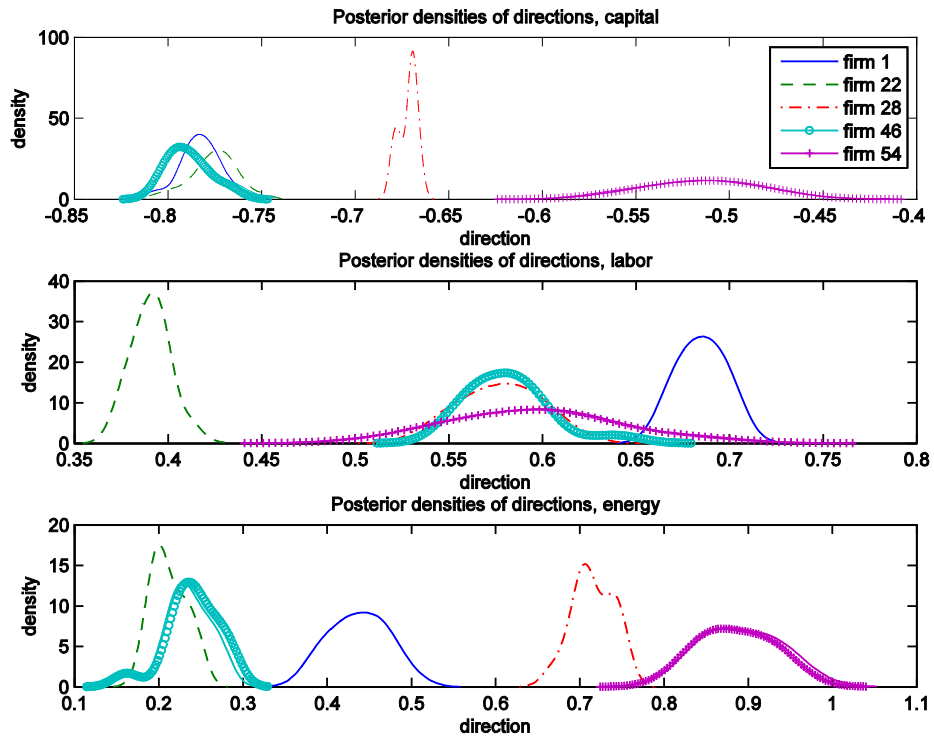 Posterior densities of directions, capital
100
50
0
density
firm 1
firm 22
firm 28
firm 46
firm 54
-0.85 -0.8 -0.75 -0.7 -0.65 -0.6 -0.55 -0.5 -0.45 -0.4
direction
Posterior densities of directions, labor
40
30
20
10
0
density
0.35 0.4 0.45 0.5 0.55 0.6 0.65 0.7 0.75 0.8
direction
Posterior densities of directions, energy
20
15
10
5
0
density
0.1 0.2 0.3 0.4 0.5 0.6 0.7 0.8 0.9 1 1.1
direction